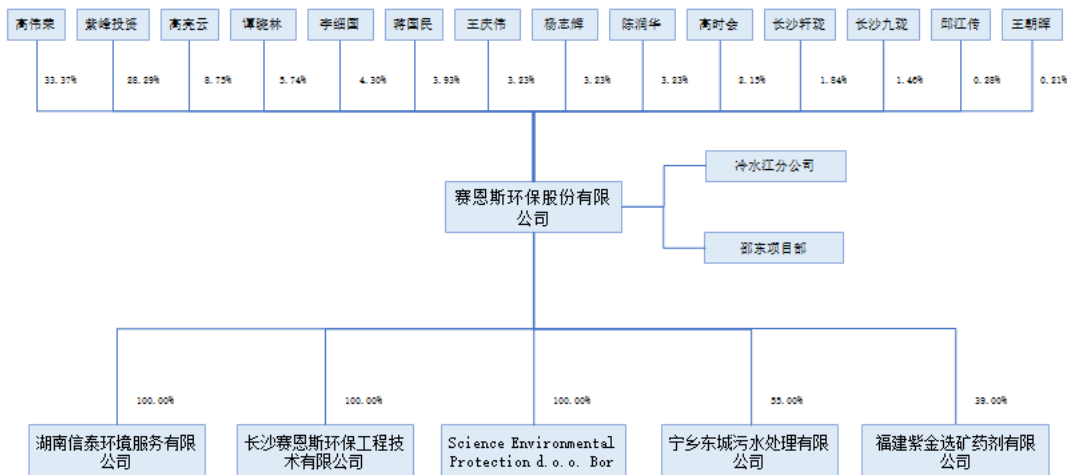 高伟荣 紫峰投资 高亮云 谭晓林 李细国 蒋国民 王庆伟 杨志辉 陈润华 高时会 长沙轩珑 长沙九珑 邱江传 王朝晖
33.37% 28.29% 8.75% 5.74% 4.30% 3.93% 3.23% 3.23% 3.23% 2.15% 1.84% 1.46% 0.28% 0.21%
冷水江分公司
赛恩斯环保股份有限
公司
邵东项目部
100.00% 100.00% 100.00% 55.00% 39.00%
湖南信泰环境服务有限
公司
长沙赛恩斯环保工程技
术有限公司
Science Environmental
Protection d.o.o. Bor
宁乡东城污水处理有限
公司
福建紫金选矿药剂有限
公司